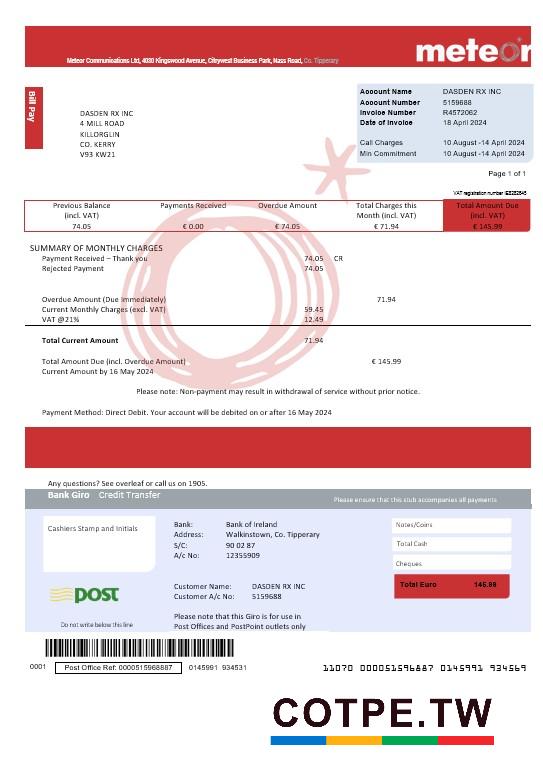 meteor
Meteor Communications Ltd, 4030 Kingswood Avenue, Citywest Business Park, Nass Road, Co. Tipperary
Bill Pay
DASDEN RX INC
4 MILL ROAD
KILLORGLIN
CO. KERRY
V93 KW21
Account Name DASDEN RX INC
Account Number 5159688
Invoice Number R4572062
Date of Invoice 18 April 2024
Call Charges 10 August -14 April 2024
Min Commitment 10 August -14 April 2024
Page 1 of 1
VAT registration number IE8282645
Previous Balance Payments Received Overdue Amount Total Charges this Total Amount Due
(incl. VAT) Month (incl. VAT) (incl. VAT)
74.05 € 0.00 € 74.05 € 71.94 € 145.99
SUMMARY OF MONTHLY CHARGES
Payment Received – Thank you 74.05 CR
Rejected Payment 74.05
Overdue Amount (Due Immediately) 71.94
Current Monthly Charges (excl. VAT) 59.45
VAT @21% 12.49
Total Current Amount 71.94
Total Amount Due (incl. Overdue Amount) € 145.99
Current Amount by 16 May 2024
Please note: Non-payment may result in withdrawal of service without prior notice.
Payment Method: Direct Debit. Your account will be debited on or after 16 May 2024
Any questions? See overleaf or call us on 1905.
Bank Giro Credit Transfer Please ensure that this stub accompanies all payments
Cashiers Stamp and Initials
Bank: Bank of Ireland
Address: Walkinstown, Co. Tipperary
S/C: 90 02 87
A/c No: 12355909
Notes/Coins
Total Cash
Cheques
Total Euro 145.99
post
Customer Name: DASDEN RX INC
Customer A/c No: 5159688
Please note that this Giro is for use in
Post Offices and PostPoint outlets only
Do not write below this line
0001 Post Office Ref: 0000515968887 0145991 934531
11070 0000051596887 0145991 934569
COTPE.TW